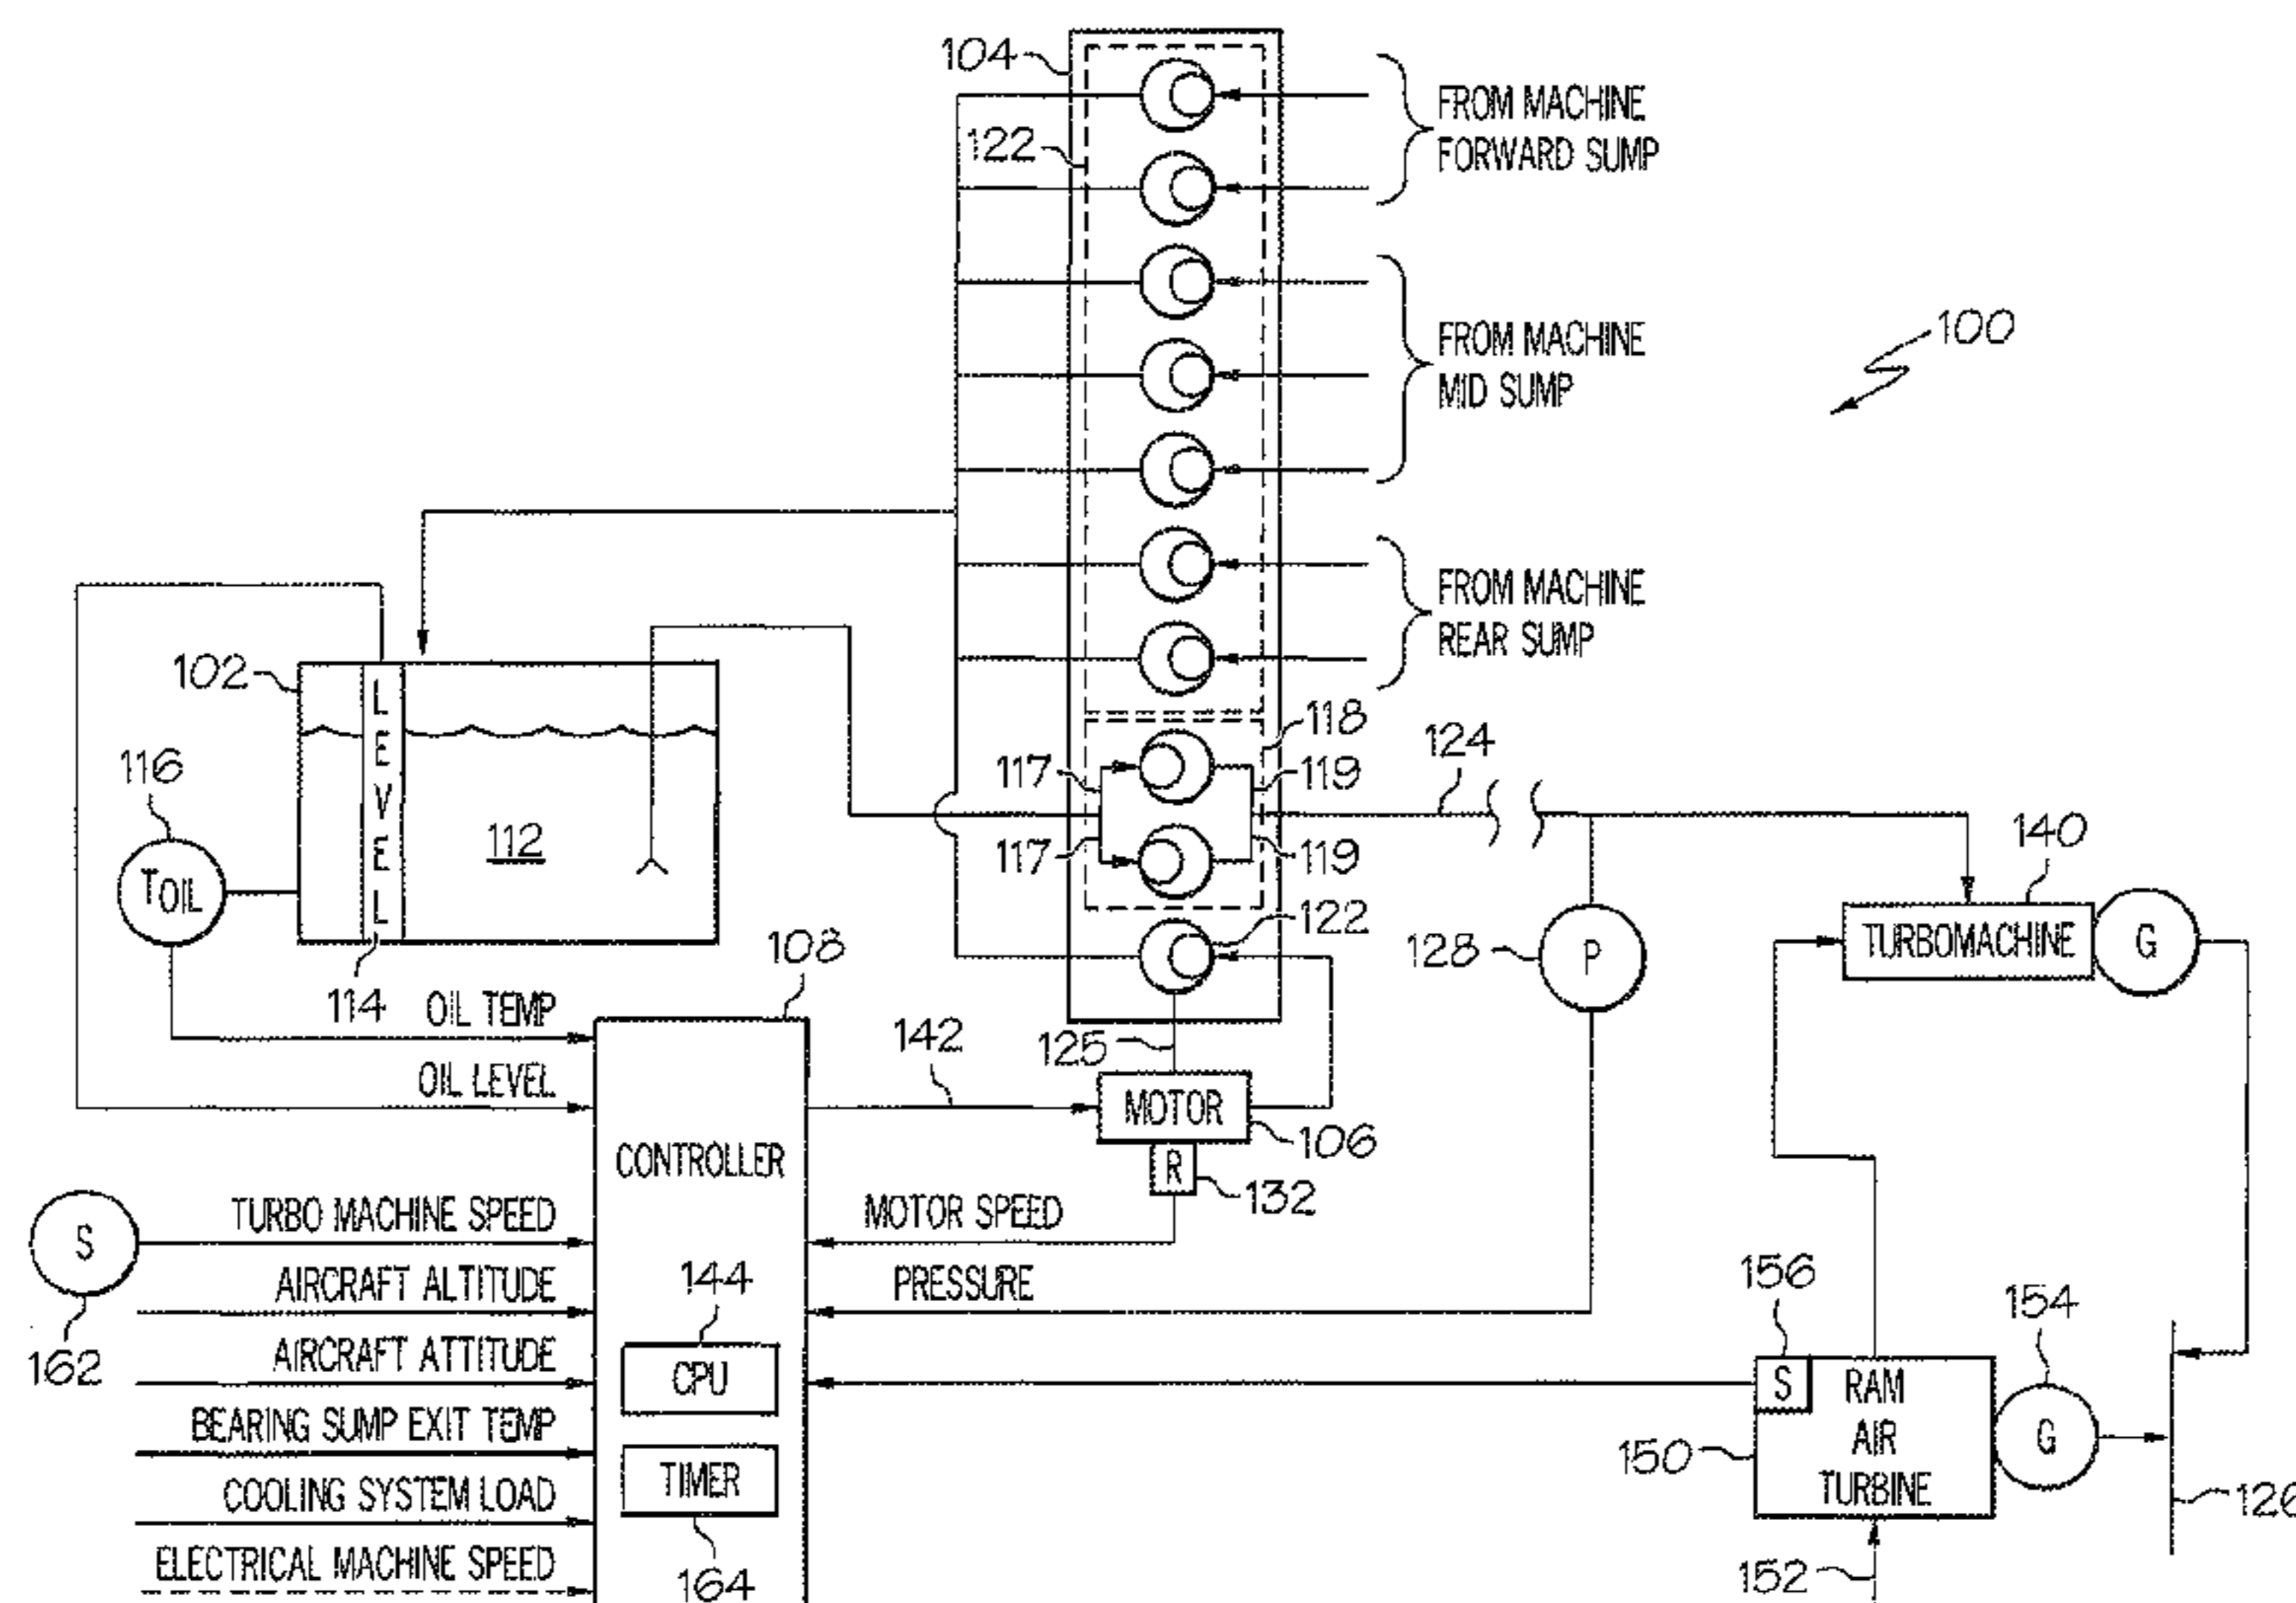 104
FROM MACHINE
FORWARD SUMP
122
100
FROM MACHINE
MID SUMP
FROM MACHINE
REAR SUMP
102
LEVEL
118
124
116
117
119
TOIL
112
117
119
140
122
TURBOMACHINE
G
128
P
108
114
OIL TEMP
142
125
OIL LEVEL
MOTOR
106
CONTROLLER
R
132
TURBO MACHINE SPEED
MOTOR SPEED
S
AIRCRAFT ALTITUDE
144
PRESSURE
156
154
162
AIRCRAFT ATTITUDE
CPU
S
RAM
AIR
TURBINE
G
BEARING SUMP EXIT TEMP
150
TIMER
COOLING SYSTEM LOAD
126
ELECTRICAL MACHINE SPEED
164
152